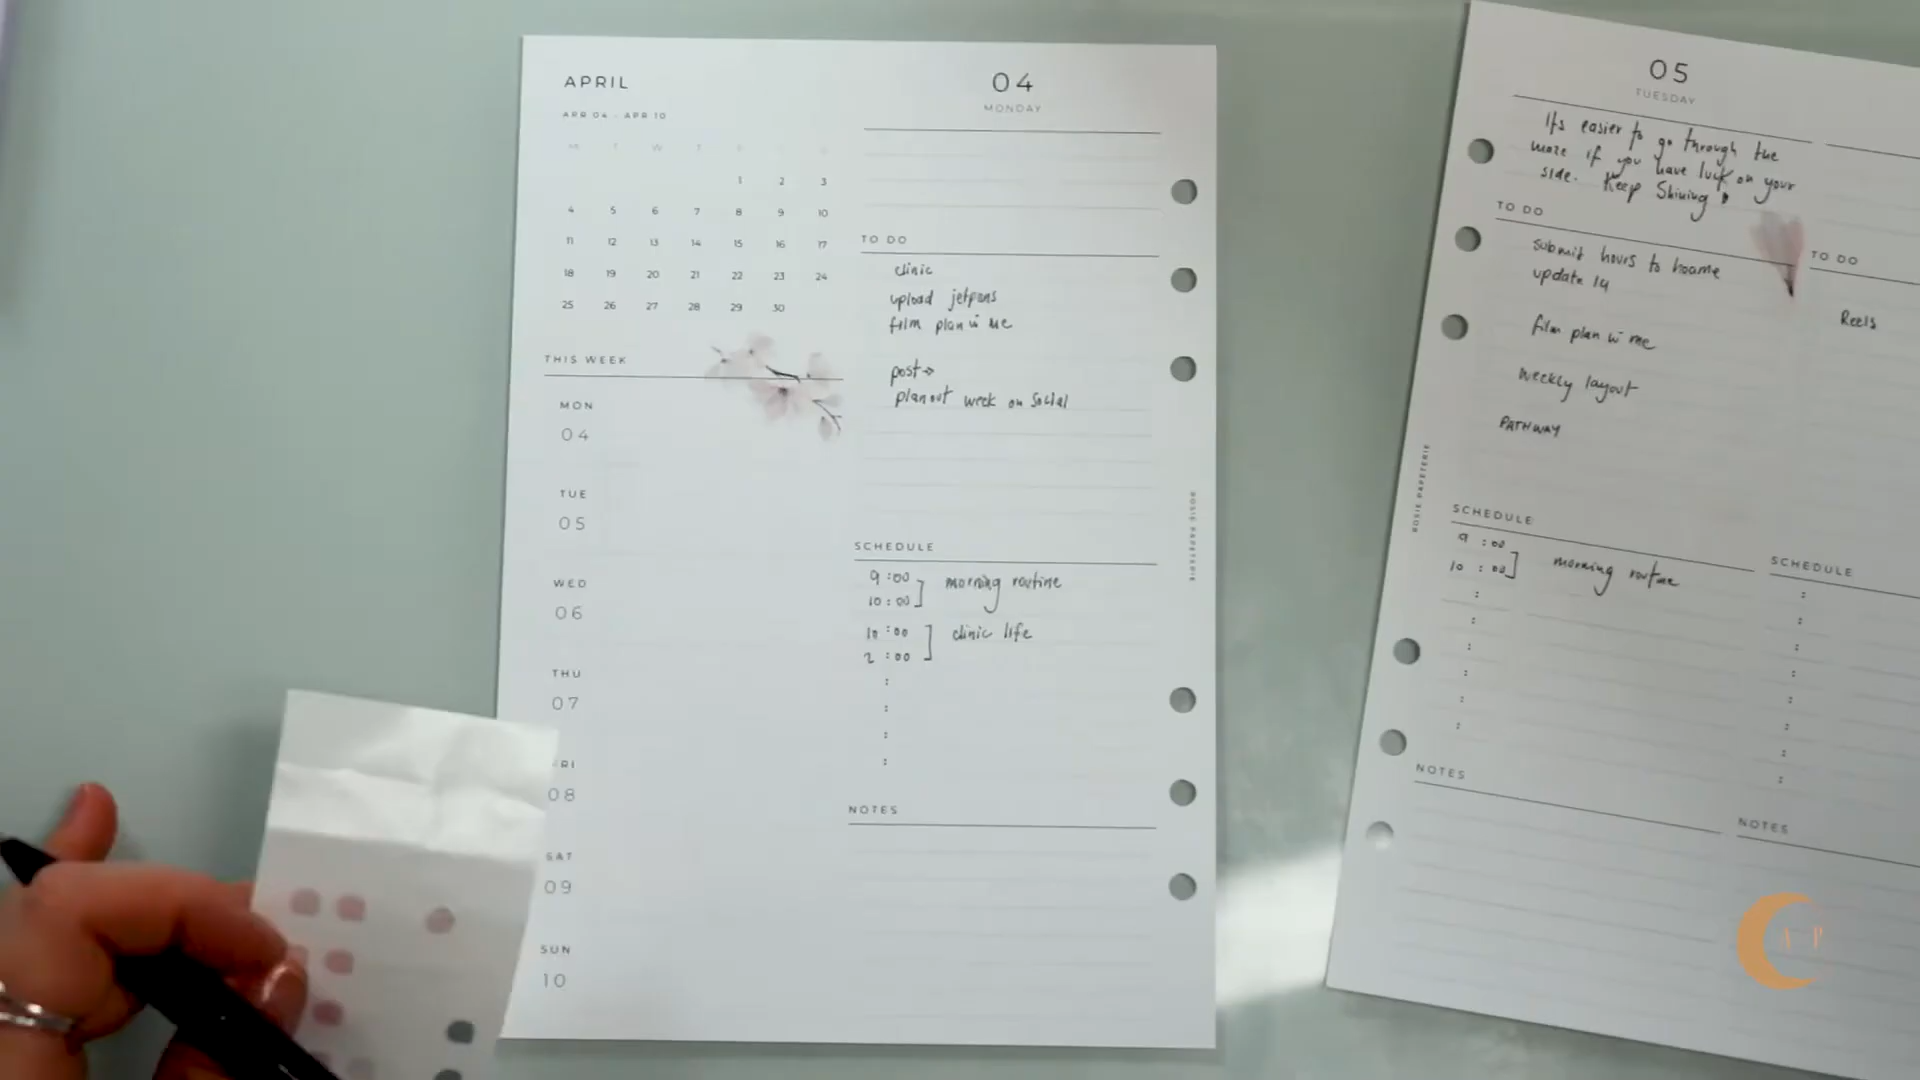 APRIL
APR 04 - APR 10
M T W T
1 2 3
4 5 6 7 8 9 10
11 12 13 14 15 16 17
18 19 20 21 22 23 24
25 26 27 28 29 30
THIS WEEK
MON
04
TUE
05
WED
06
THU
07
FRI
08
SAT
09
SUN
10
04
MONDAY
TO DO
clinic
upload jetpens
film plan w me
post →
plan out week on social
SCHEDULE
9:00
10:00
morning routine
10:00
2:00
clinic life
NOTES
ROSIE PAPETERIE
05
TUESDAY
Its easier to go through the
maze if you have luck on your
side. Keep Shining
TO DO
submit hours to
update
film plan w me
weekly layout
PATHWAY
ROSIE PAPETERIE
SCHEDULE
9:00
10:00
morning routine
NOTES
TO DO
Reels
SCHEDULE
NOTES
A P